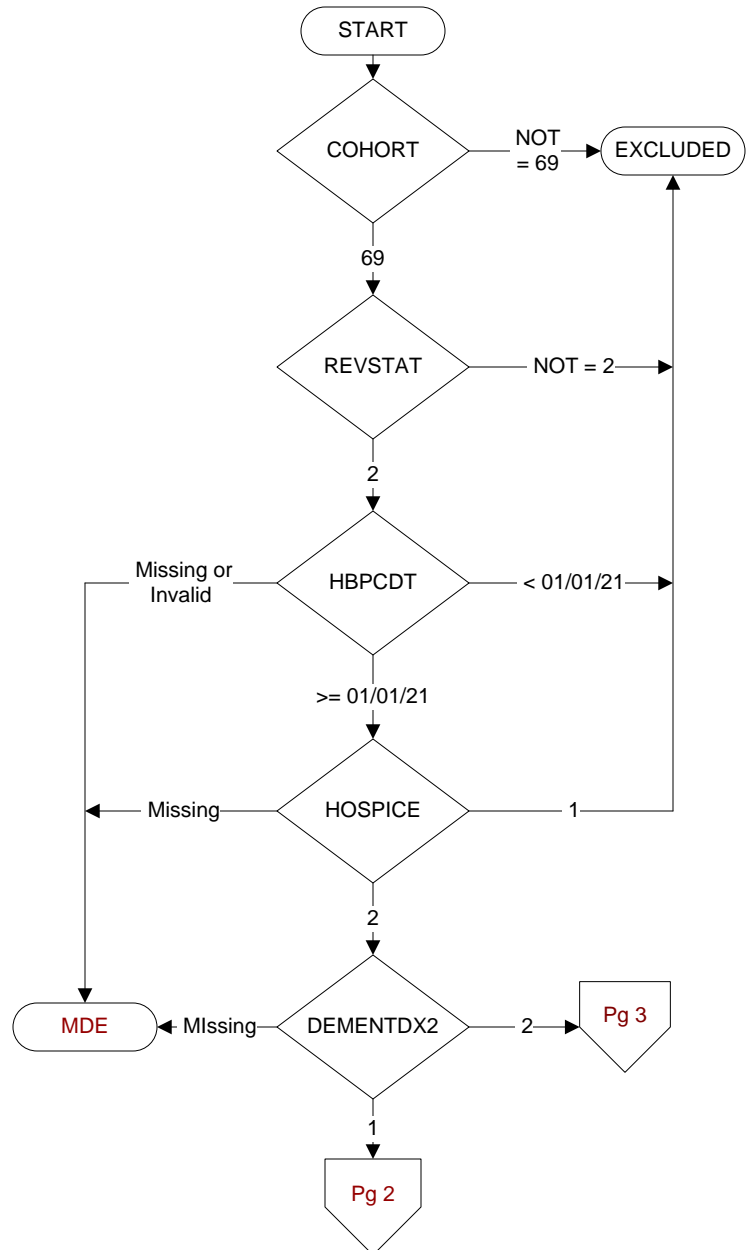 START
COHORT
NOT
= 69
EXCLUDED
69
REVSTAT
NOT = 2
2
Missing or
Invalid
HBPCDT
< 01/01/21
>= 01/01/21
Missing
HOSPICE
1
2
MDE
MIssing
DEMENTDX2
2
Pg 3
1
Pg 2